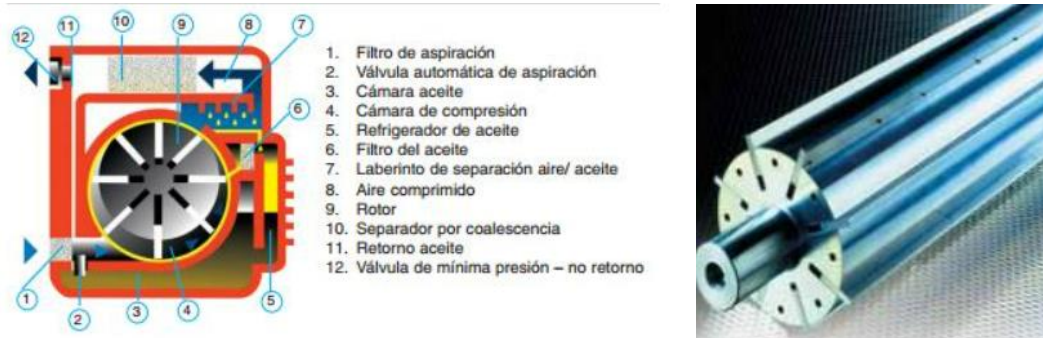 12
11
10
9
8
7
6
1
2
3
4
5
1. Filtro de aspiración
2. Válvula automática de aspiración
3. Cámara aceite
4. Cámara de compresión
5. Refrigerador de aceite
6. Filtro del aceite
7. Laberinto de separación aire/ aceite
8. Aire comprimido
9. Rotor
10. Separador por coalescencia
11. Retorno aceite
12. Válvula de mínima presión – no retorno